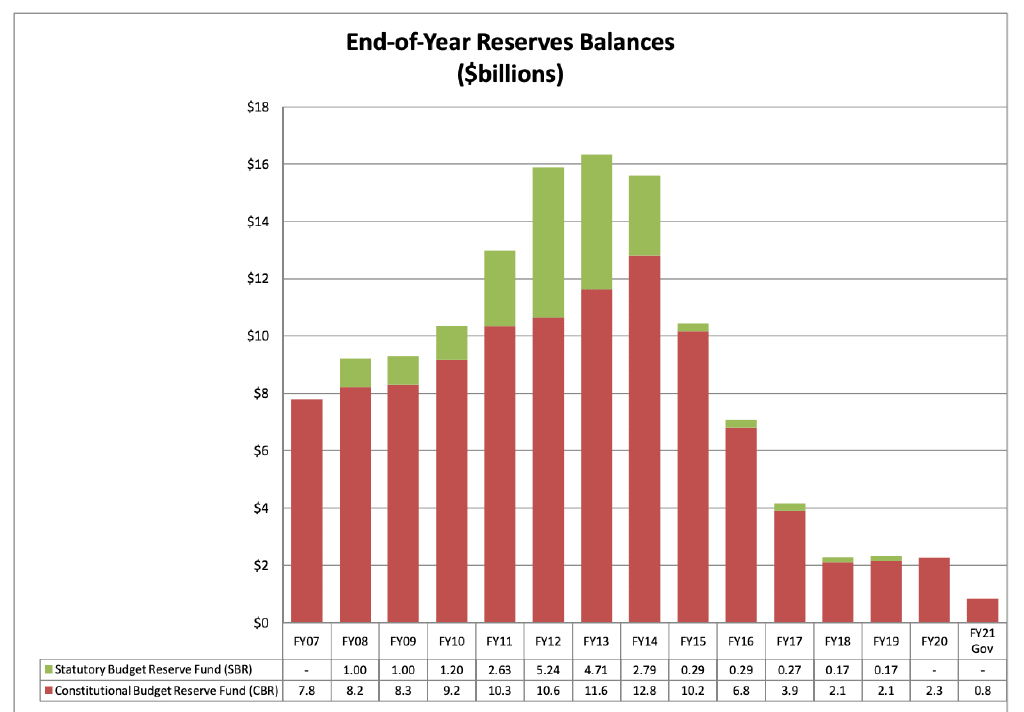 End-of-Year Reserves Balances
($billions)
$18
$16
$14
$12
$10
$8
$6
$4
$2
$0
FY07 FY08 FY09 FY10 FY11 FY12 FY13 FY14 FY15 FY16 FY17 FY18 FY19 FY20 FY21
Gov
Statutory Budget Reserve Fund (SBR) - 1.00 1.00 1.20 2.63 5.24 4.71 2.79 0.29 0.29 0.27 0.17 0.17 - -
Constitutional Budget Reserve Fund (CBR) 7.8 8.2 8.3 9.2 10.3 10.6 11.6 12.8 10.2 6.8 3.9 2.1 2.1 2.3 0.8